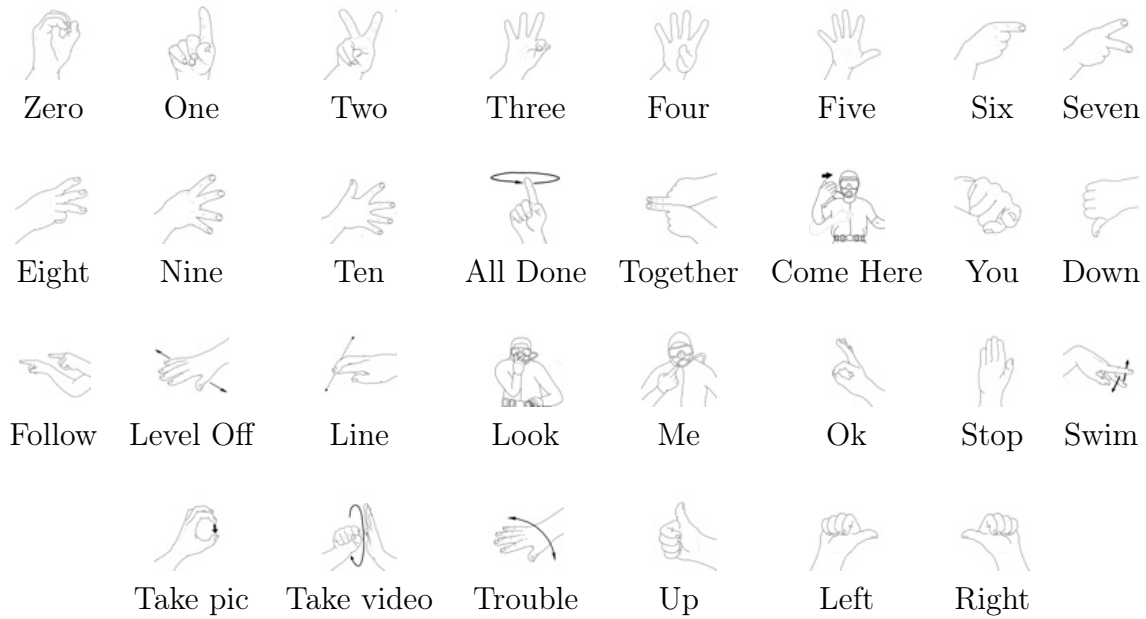 Zero One Two Three Four Five Six Seven
Eight Nine Ten All Done Together Come Here You Down
Follow Level Off Line Look Me Ok Stop Swim
Take pic Take video Trouble Up Left Right